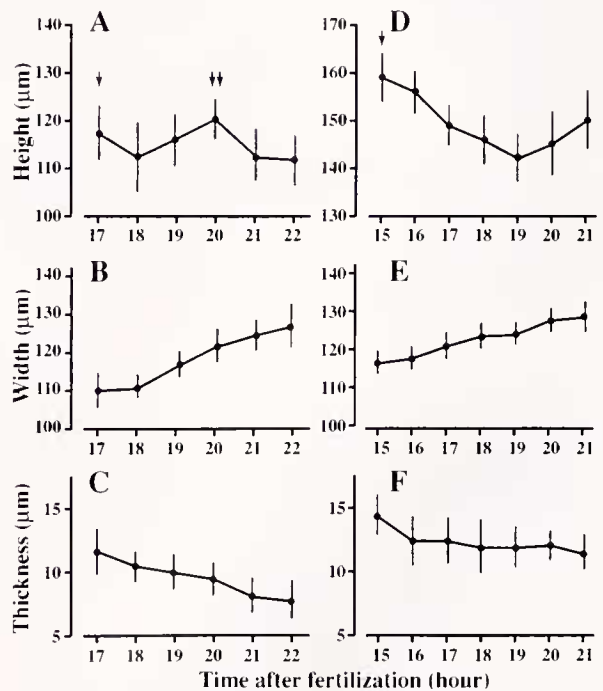 A
Height (μm)
140
130
120
110
100
17 18 19 20 21 22
D
170
160
150
140
130
15 16 17 18 19 20 21
B
Width (μm)
140
130
120
110
100
17 18 19 20 21 22
E
140
130
120
110
100
15 16 17 18 19 20 21
C
Thickness (μm)
15
10
5
17 18 19 20 21 22
F
15
10
5
15 16 17 18 19 20 21
Time after fertilization (hour)